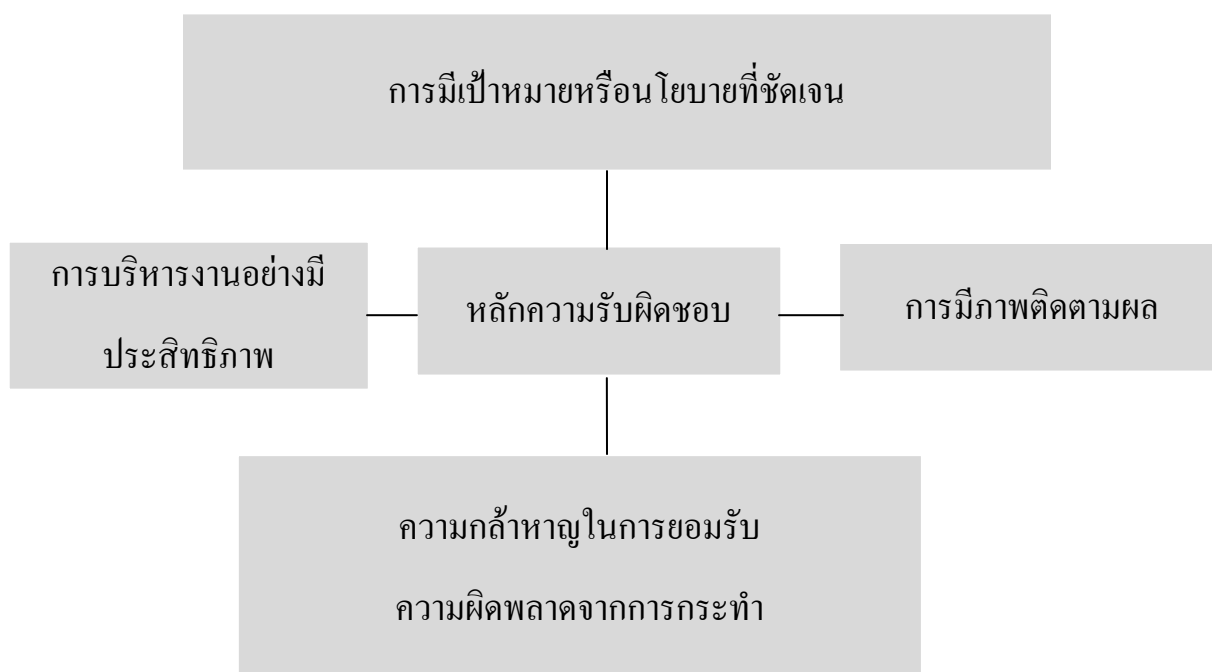 การมีเป้าหมายหรือนโยบายที่ชัดเจน
การบริหารงานอย่างมี
ประสิทธิภาพ
หลักความรับผิดชอบ
การมีภาพติดตามผล
ความกล้าหาญในการยอมรับ
ความผิดพลาดจากการกระทำ